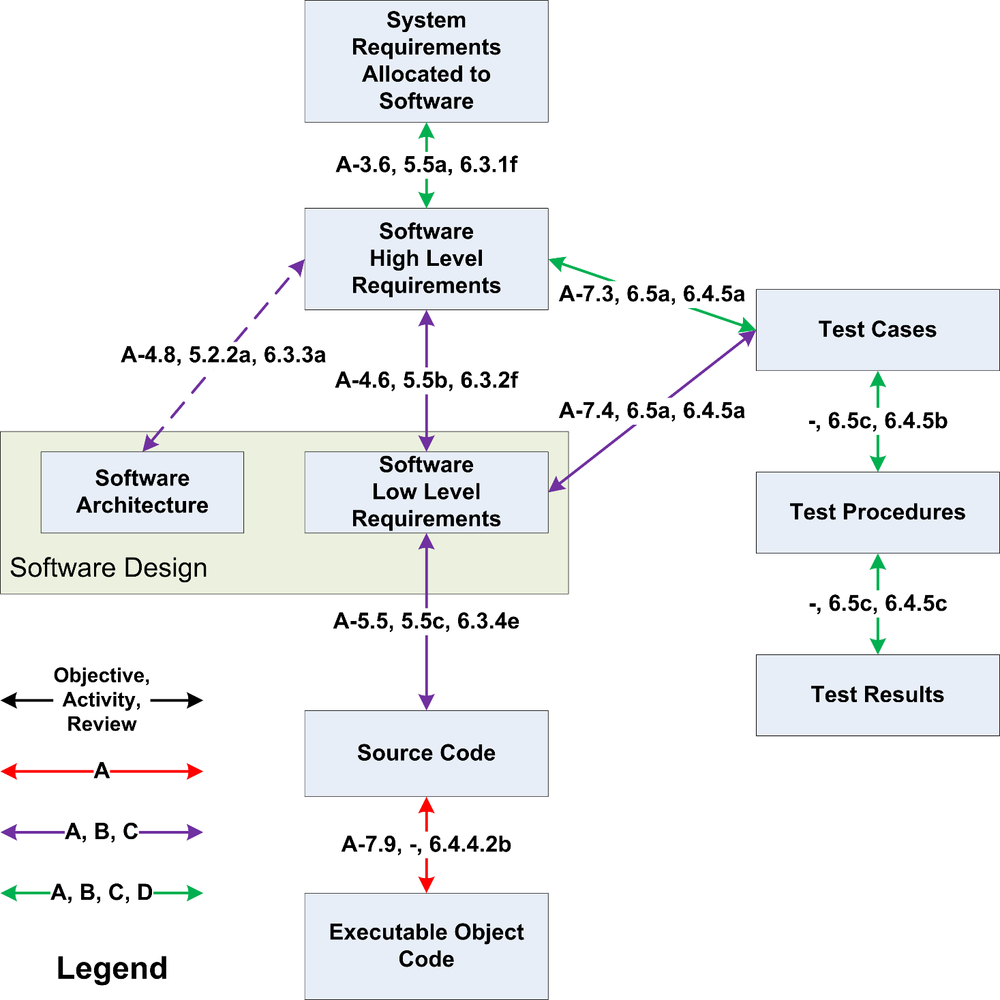 System
Requirements
Allocated to
Software
A-3.6, 5.5a, 6.3.1f
Software
High Level
Requirements
A-7.3, 6.5a, 6.4.5a
Test Cases
A-4.8, 5.2.2a, 6.3.3a
A-4.6, 5.5b, 6.3.2f
A-7.4, 6.5a, 6.4.5a
-, 6.5c, 6.4.5b
Software
Architecture
Software
Low Level
Requirements
Test Procedures
Software Design
-, 6.5c, 6.4.5c
A-5.5, 5.5c, 6.3.4e
Test Results
Source Code
A-7.9, -, 6.4.4.2b
Executable Object
Code
Objective,
Activity,
Review
A
A, B, C
A, B, C, D
Legend